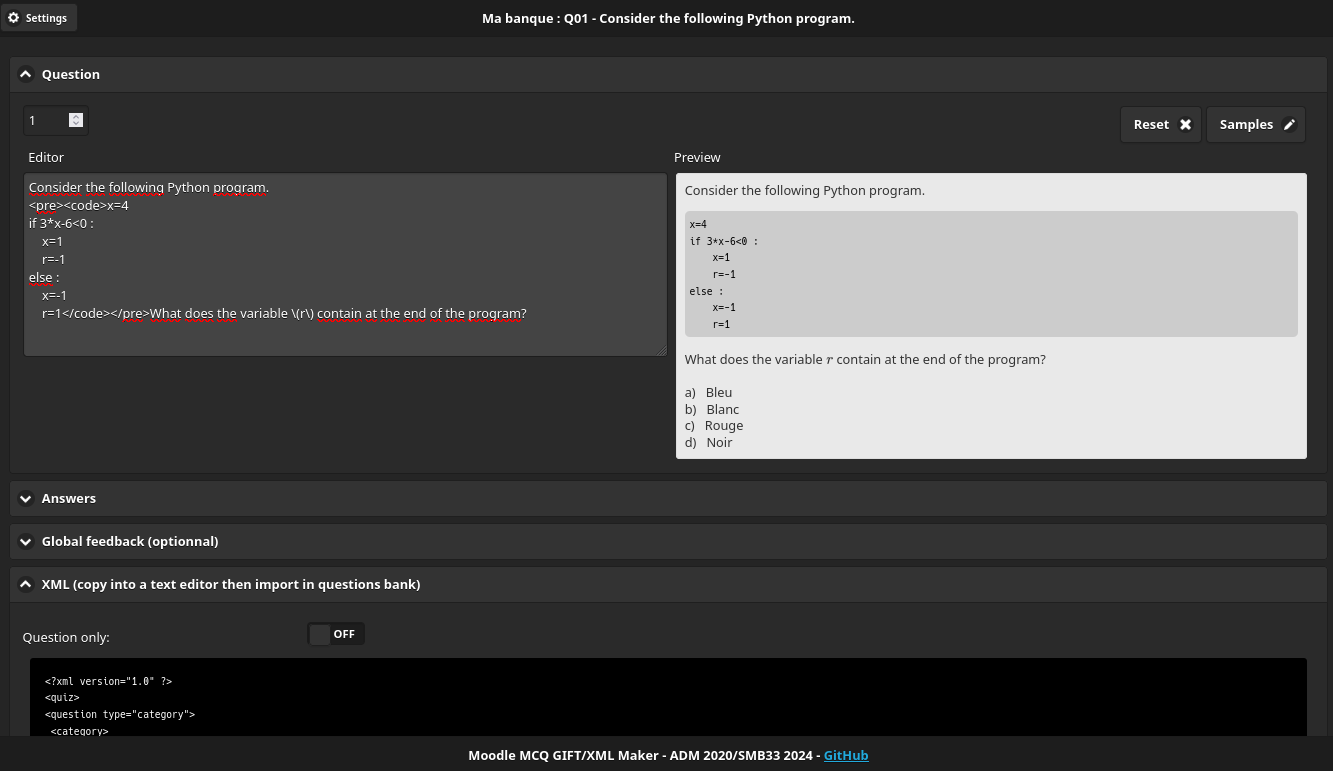 Settings
Ma banque : Q01 - Consider the following Python program.
Question
1
Reset
Samples
Editor
Preview
Consider the following Python program.
<pre><code>x=4
if 3*x-6<0 :
    x=1
    r=-1
else :
    x=-1
    r=1</code></pre>What does the variable \(r\) contain at the end of the program?
Consider the following Python program.
x=4
if 3*x-6<0 :
    x=1
    r=-1
else :
    x=-1
    r=1
What does the variable r contain at the end of the program?
a) Bleu
b) Blanc
c) Rouge
d) Noir
Answers
Global feedback (optionnal)
XML (copy into a text editor then import in questions bank)
Question only:
OFF
<?xml version="1.0" ?>
<quiz>
<question type="category">
 <category>
Moodle MCQ GIFT/XML Maker - ADM 2020/SMB33 2024 - GitHub